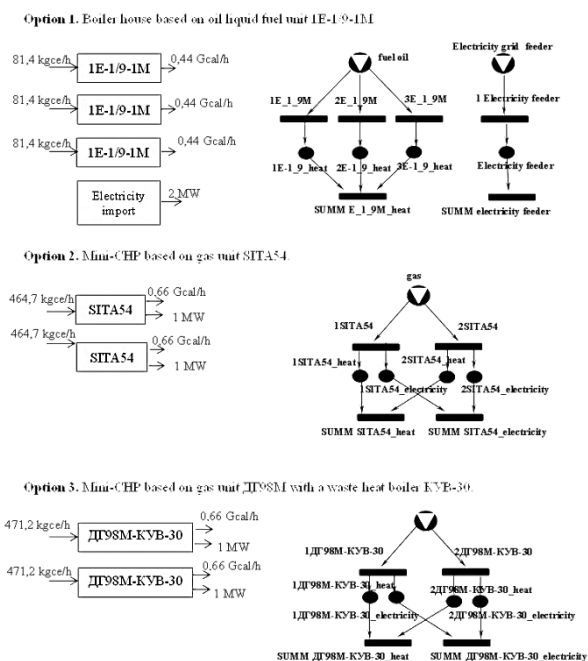 Option 1. Boiler house based on oil liquid fuel unit 1E-1/9-1M
81,4 kgce/h
1E-1/9-1M
0,44 Gcal/h
81,4 kgce/h
1E-1/9-1M
0,44 Gcal/h
81,4 kgce/h
1E-1/9-1M
0,44 Gcal/h
Electricity
import
2 MW
fuel oil
Electricity grid feeder
1E_1_9M
2E_1_9M
3E_1_9M
1 Electricity feeder
1E-1_9_heat
2E-1_9_heat
3E-1_9_heat
Electricity feeder
SUMM E_1_9M_heat
SUMM electricity feeder
Option 2. Mini-CHP based on gas unit SITA54.
464,7 kgce/h
SITA54
0,66 Gcal/h
1 MW
464,7 kgce/h
SITA54
0,66 Gcal/h
1 MW
gas
1SITA54
2SITA54
1SITA54_heat
2SITA54_heat
1SITA54_electricity
2SITA54_electricity
SUMM SITA54_heat
SUMM SITA54_electricity
Option 3. Mini-CHP based on gas unit ДГ98М with a waste heat boiler КУВ-30.
471,2 kgce/h
ДГ98М-КУВ-30
0,66 Gcal/h
1 MW
471,2 kgce/h
ДГ98М-КУВ-30
0,66 Gcal/h
1 MW
1ДГ98М-КУВ-30
2ДГ98М-КУВ-30
1ДГ98М-КУВ-30_heat
2ДГ98М-КУВ-30_heat
1ДГ98М-КУВ-30_electricity
2ДГ98М-КУВ-30_electricity
SUMM ДГ98М-КУВ-30_heat
SUMM ДГ98М-КУВ-30_electricity